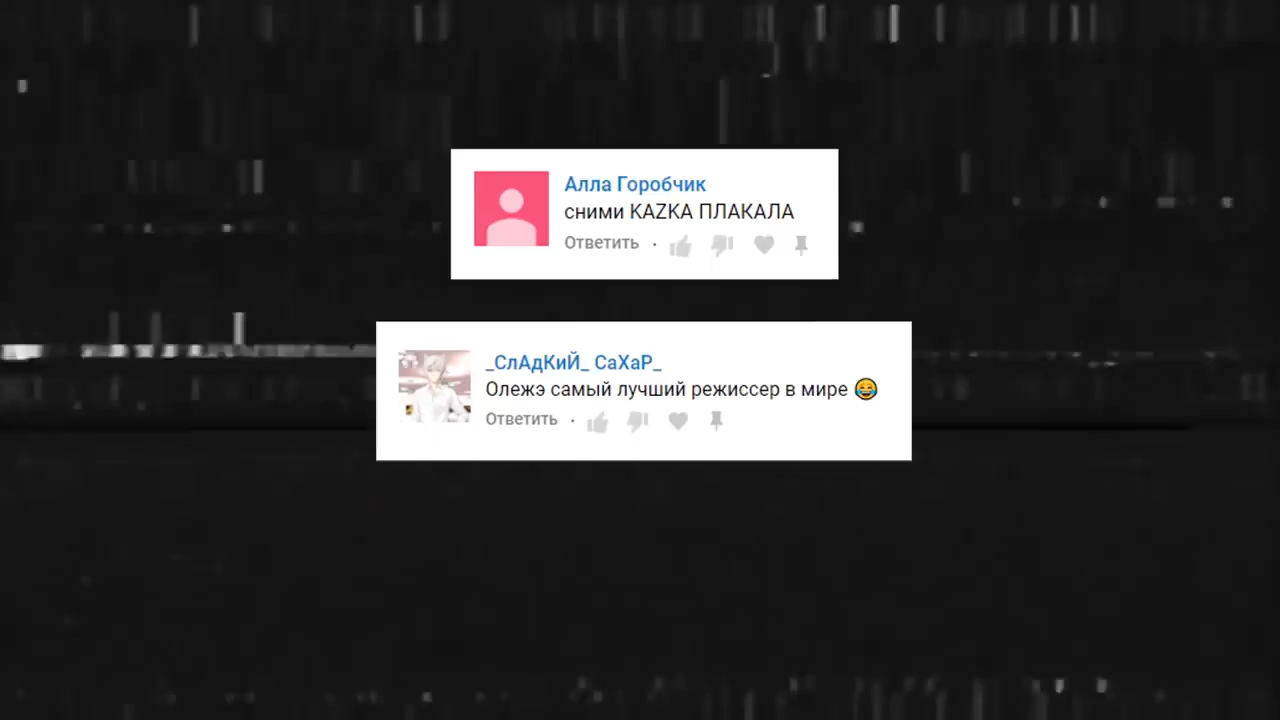 Алла Горобчик
сними KAZKA ПЛАКАЛА
Ответить ·
_СлАдКиЙ_ СаХаР_
Олежэ самый лучший режиссер в мире 😂
Ответить ·